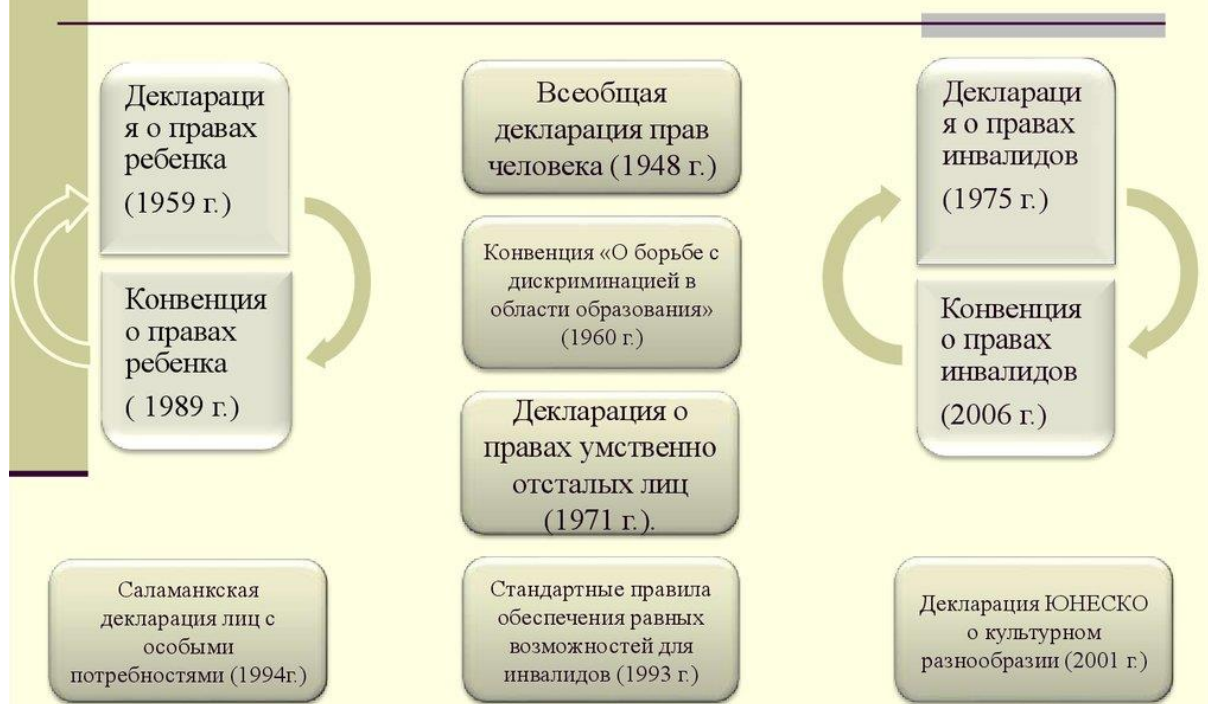 Деклараци
я о правах
ребенка
(1959 г.)
Конвенция
о правах
ребенка
( 1989 г.)
Всеобщая
декларация прав
человека (1948 г.)
Конвенция «О борьбе с
дискриминацией в
области образования»
(1960 г.)
Декларация о
правах умственно
отсталых лиц
(1971 г.).
Деклараци
я о правах
инвалидов
(1975 г.)
Конвенция
о правах
инвалидов
(2006 г.)
Саламанкская
декларация лиц с
особыми
потребностями (1994г.)
Стандартные правила
обеспечения равных
возможностей для
инвалидов (1993 г.)
Декларация ЮНЕСКО
о культурном
разнообразии (2001 г.)